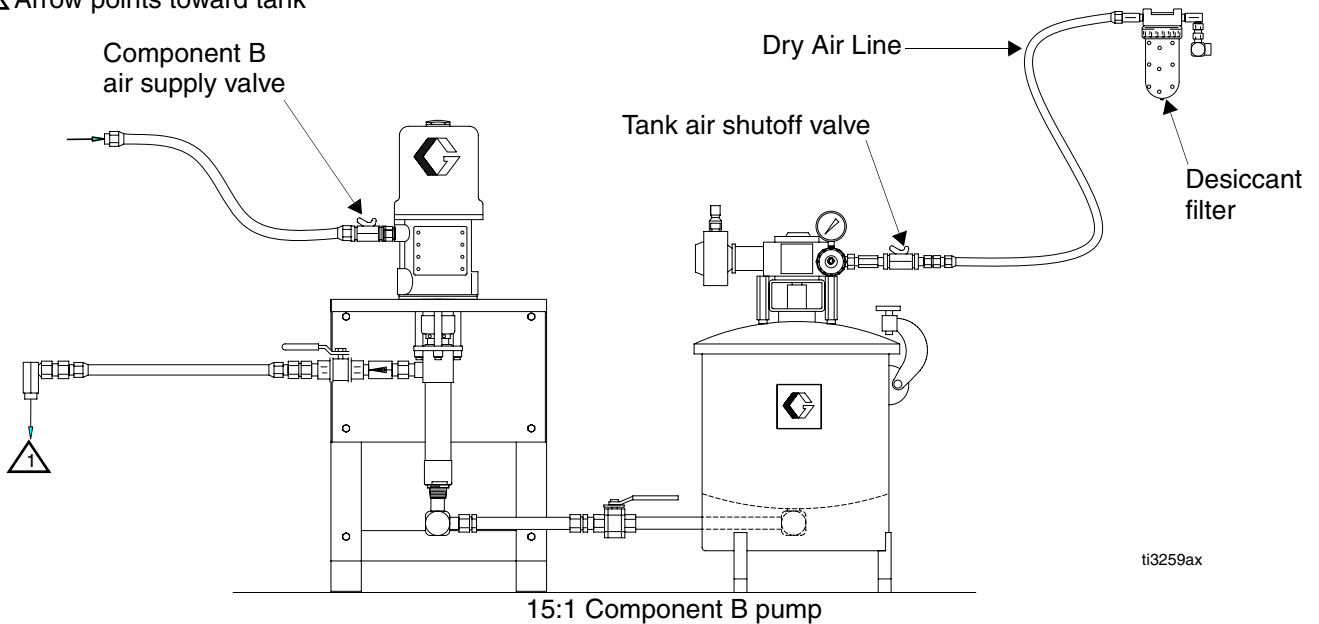 Arrow points toward tank
Component B
air supply valve
Dry Air Line
Tank air shutoff valve
Desiccant
filter
1
ti3259ax
15:1 Component B pump